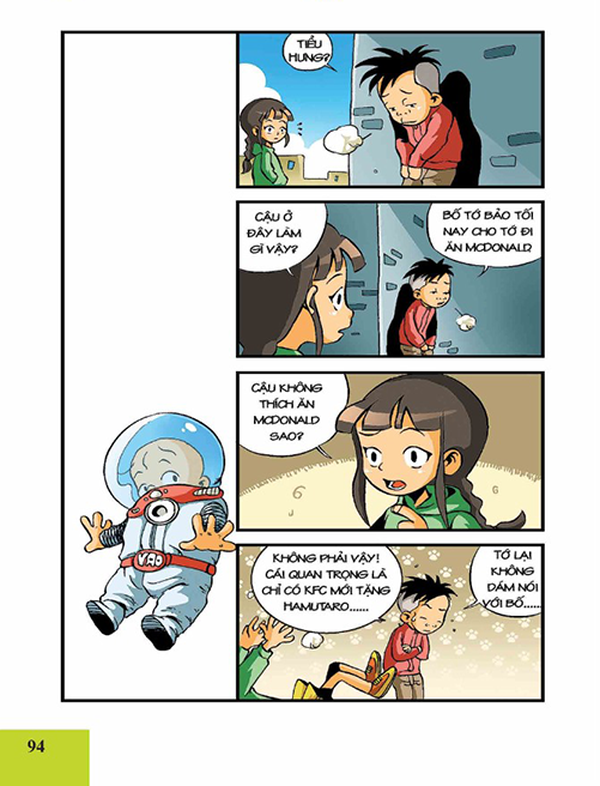 TIỂU
HƯNG?
CẬU Ở
ĐÂY LÀM
GÌ VẬY?
BỐ TỚ BẢO TỐI
NAY CHO TỚ ĐI
ĂN MCDONALD.
CẬU KHÔNG
THÍCH ĂN
MCDONALD
SAO?
KHÔNG PHẢI VẬY!
CÁI QUAN TRỌNG LÀ
CHỈ CÓ KFC MỚI TẶNG
HAMUTARO......
TỚ LẠI
KHÔNG
DÁM NÓI
VỚI BỐ......
VÀO
94